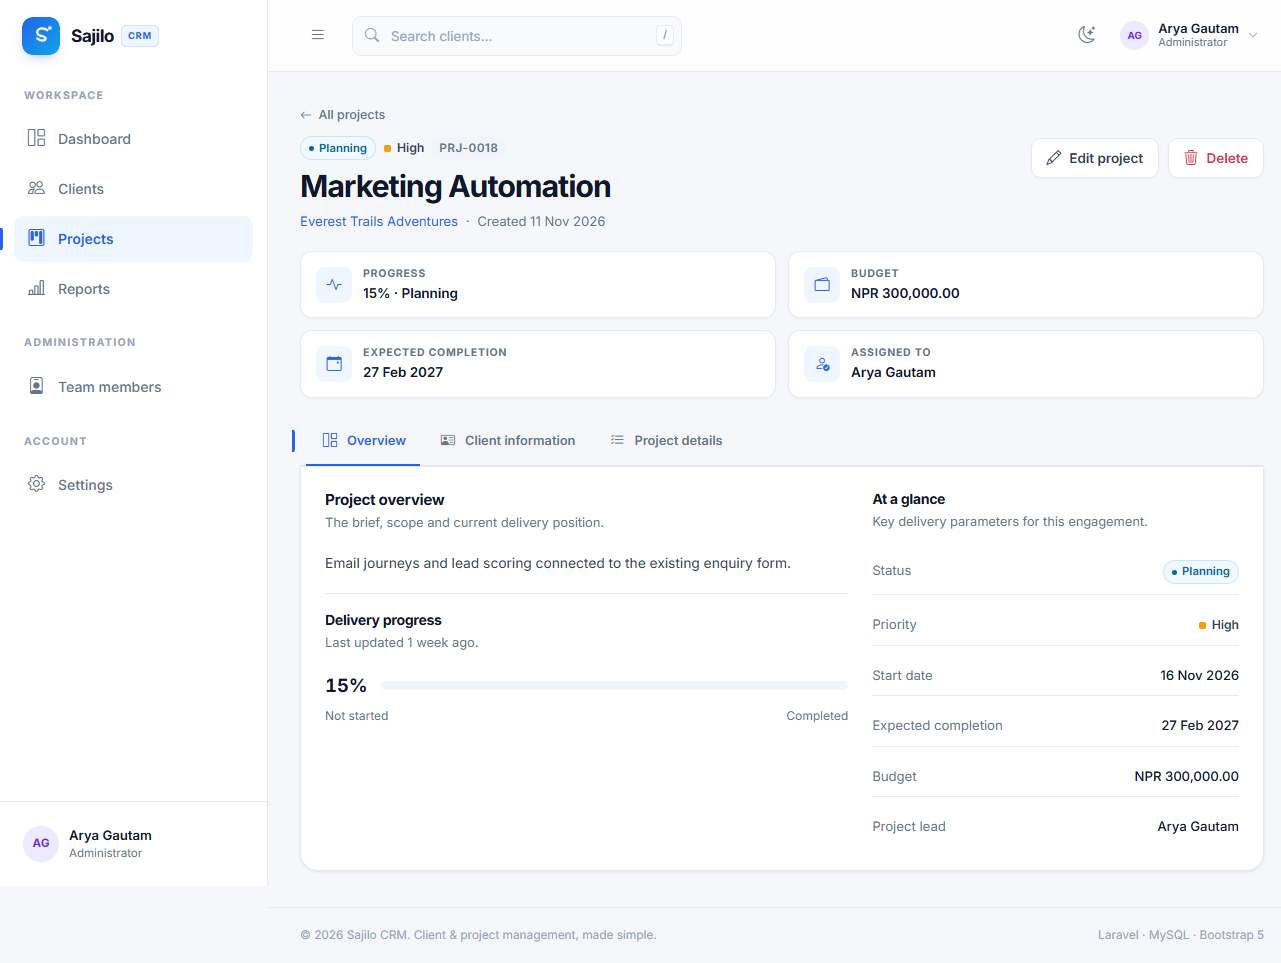 S Sajilo CRM
WORKSPACE
Dashboard
Clients
Projects
Reports
ADMINISTRATION
Team members
ACCOUNT
Settings
AG Arya Gautam
Administrator
Search clients... /
AG Arya Gautam
Administrator
← All projects
Planning High PRJ-0018
Edit project Delete
Marketing Automation
Everest Trails Adventures · Created 11 Nov 2026
PROGRESS
15% · Planning
BUDGET
NPR 300,000.00
EXPECTED COMPLETION
27 Feb 2027
ASSIGNED TO
Arya Gautam
Overview Client information Project details
Project overview
The brief, scope and current delivery position.
Email journeys and lead scoring connected to the existing enquiry form.
Delivery progress
Last updated 1 week ago.
15%
Not started Completed
At a glance
Key delivery parameters for this engagement.
Status Planning
Priority High
Start date 16 Nov 2026
Expected completion 27 Feb 2027
Budget NPR 300,000.00
Project lead Arya Gautam
© 2026 Sajilo CRM. Client & project management, made simple.
Laravel · MySQL · Bootstrap 5